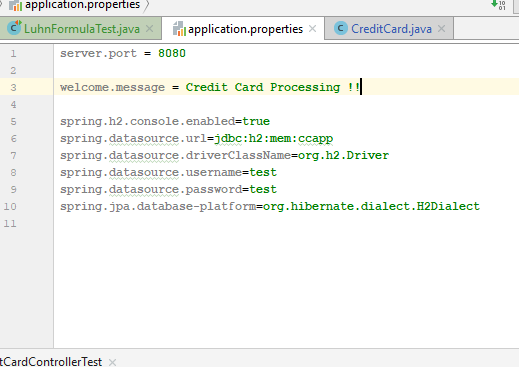 application.properties
LuhnFormulaTest.java
application.properties
CreditCard.java
1 server.port = 8080
2
3 welcome.message = Credit Card Processing !!
4
5 spring.h2.console.enabled=true
6 spring.datasource.url=jdbc:h2:mem:ccapp
7 spring.datasource.driverClassName=org.h2.Driver
8 spring.datasource.username=test
9 spring.datasource.password=test
10 spring.jpa.database-platform=org.hibernate.dialect.H2Dialect
11
tCardControllerTest